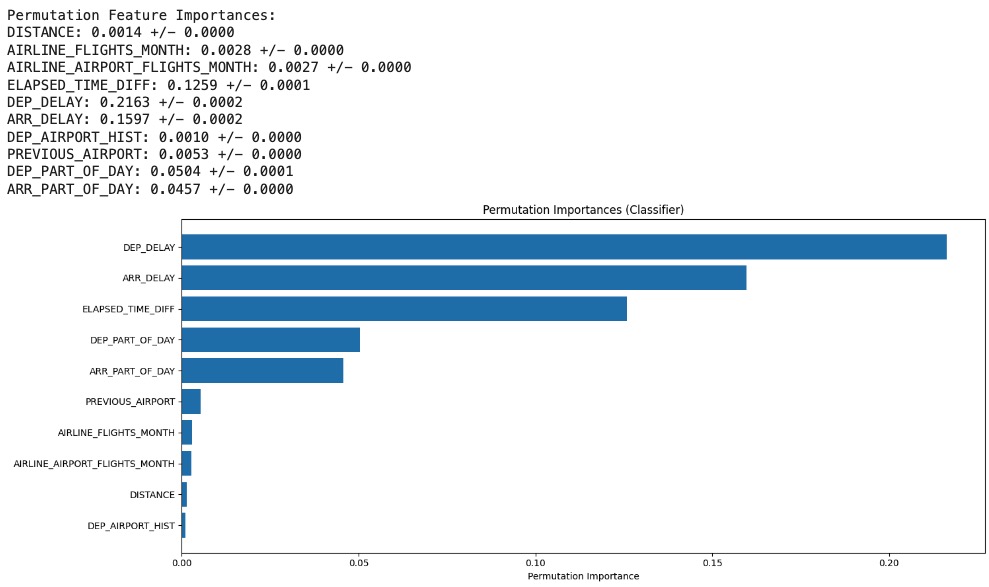 Permutation Feature Importances:
DISTANCE: 0.0014 +/- 0.0000
AIRLINE_FLIGHTS_MONTH: 0.0028 +/- 0.0000
AIRLINE_AIRPORT_FLIGHTS_MONTH: 0.0027 +/- 0.0000
ELAPSED_TIME_DIFF: 0.1259 +/- 0.0001
DEP_DELAY: 0.2163 +/- 0.0002
ARR_DELAY: 0.1597 +/- 0.0002
DEP_AIRPORT_HIST: 0.0010 +/- 0.0000
PREVIOUS_AIRPORT: 0.0053 +/- 0.0000
DEP_PART_OF_DAY: 0.0504 +/- 0.0001
ARR_PART_OF_DAY: 0.0457 +/- 0.0000
Permutation Importances (Classifier)
DEP_DELAY
ARR_DELAY
ELAPSED_TIME_DIFF
DEP_PART_OF_DAY
ARR_PART_OF_DAY
PREVIOUS_AIRPORT
AIRLINE_FLIGHTS_MONTH
AIRLINE_AIRPORT_FLIGHTS_MONTH
DISTANCE
DEP_AIRPORT_HIST
0.00 0.05 0.10 0.15 0.20
Permutation Importance